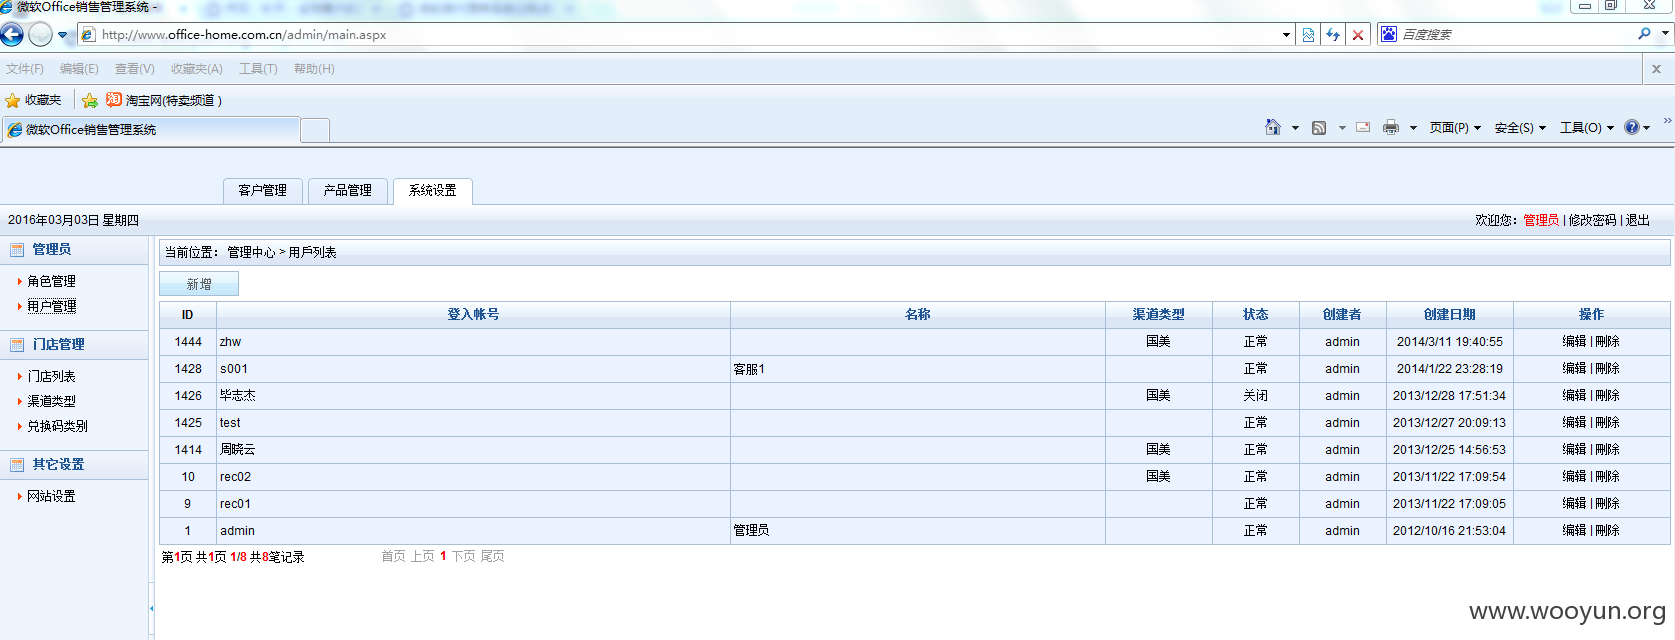 微软Office销售管理系统 -
http://www.office-home.com.cn/admin/main.aspx
百度搜索
文件(F) 编辑(E) 查看(V) 收藏夹(A) 工具(T) 帮助(H)
收藏夹 淘宝网(特卖频道 )
微软Office销售管理系统
页面(P) 安全(S) 工具(O)
客户管理 产品管理 系统设置
2016年03月03日 星期四
欢迎您: 管理员 | 修改密码 | 退出
管理员
角色管理
用户管理
门店管理
门店列表
渠道类型
兑换码类别
其它设置
网站设置
当前位置: 管理中心 > 用戶列表
新增
ID 登入帐号 名称 渠道类型 状态 创建者 创建日期 操作
1444 zhw 国美 正常 admin 2014/3/11 19:40:55 编辑 | 刪除
1428 s001 客服1 正常 admin 2014/1/22 23:28:19 编辑 | 刪除
1426 毕志杰 国美 关闭 admin 2013/12/28 17:51:34 编辑 | 刪除
1425 test 正常 admin 2013/12/27 20:09:13 编辑 | 刪除
1414 周晓云 国美 正常 admin 2013/12/25 14:56:53 编辑 | 刪除
10 rec02 国美 正常 admin 2013/11/22 17:09:54 编辑 | 刪除
9 rec01 正常 admin 2013/11/22 17:09:05 编辑 | 刪除
1 admin 管理员 正常 admin 2012/10/16 21:53:04 编辑 | 刪除
第1页 共1页 1/8 共8笔记录 首页 上页 1 下页 尾页
www.wooyun.org